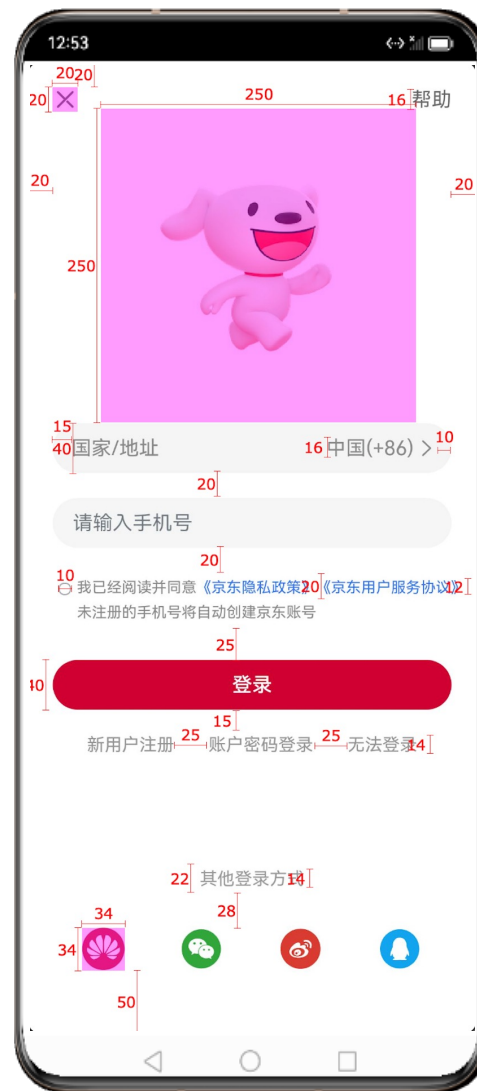 12:53
20
20
20
250
16
帮助
20
20
250
15
40
国家/地址
16
中国(+86)
10
20
请输入手机号
20
10
我已经阅读并同意《京东隐私政策》
20
《京东用户服务协议》
12
未注册的手机号将自动创建京东账号
25
40
登录
15
新用户注册
25
账户密码登录
25
无法登录
14
22
其他登录方式
14
34
28
34
50